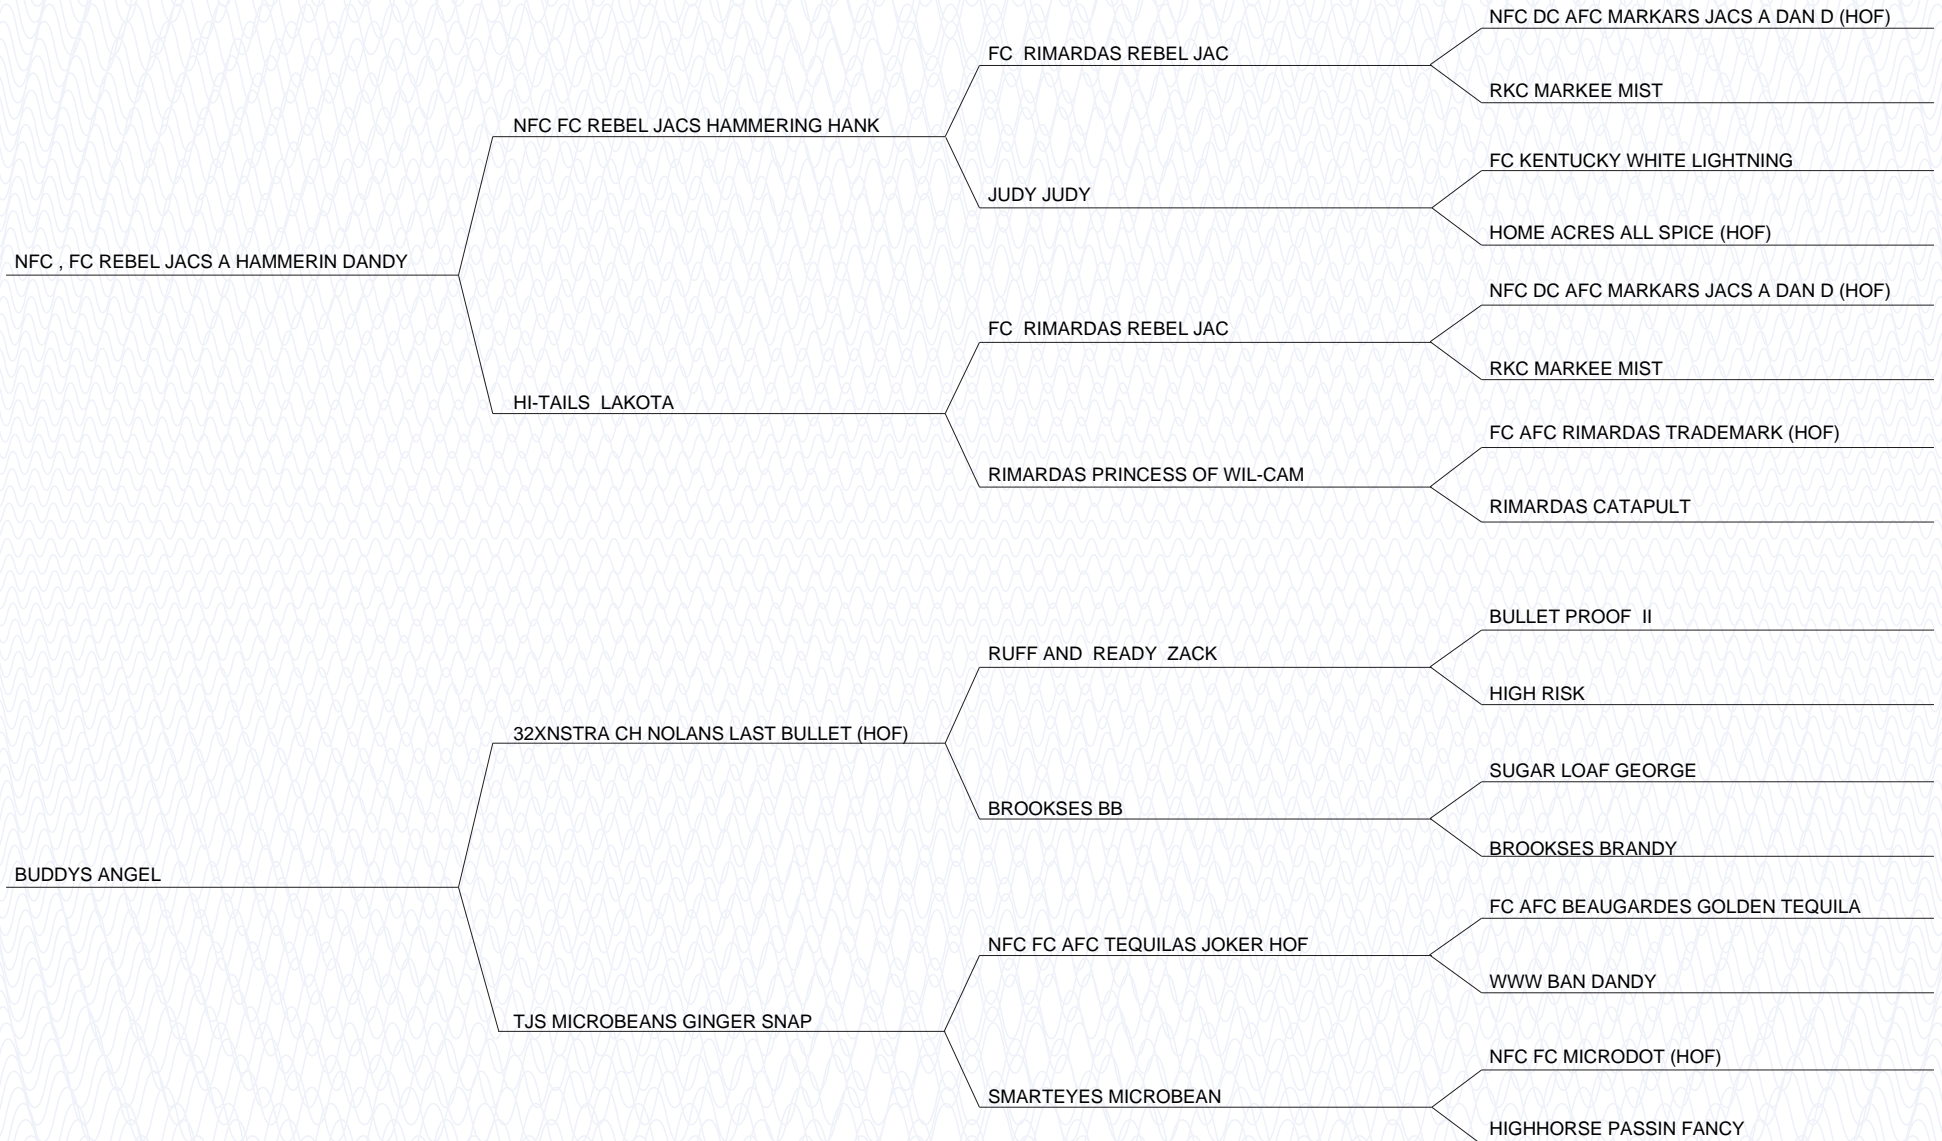 NFC DC AFC MARKARS JACS A DAN D (HOF)
FC  RIMARDAS REBEL JAC
RKC MARKEE MIST
NFC FC REBEL JACS HAMMERING HANK
FC KENTUCKY WHITE LIGHTNING
JUDY JUDY
HOME ACRES ALL SPICE (HOF)
NFC , FC REBEL JACS A HAMMERIN DANDY
NFC DC AFC MARKARS JACS A DAN D (HOF)
FC  RIMARDAS REBEL JAC
RKC MARKEE MIST
HI-TAILS  LAKOTA
FC AFC RIMARDAS TRADEMARK (HOF)
RIMARDAS PRINCESS OF WIL-CAM
RIMARDAS CATAPULT
BULLET PROOF  II
RUFF AND  READY  ZACK
HIGH RISK
32XNSTRA CH NOLANS LAST BULLET (HOF)
SUGAR LOAF GEORGE
BROOKSES BB
BROOKSES BRANDY
BUDDYS ANGEL
FC AFC BEAUGARDES GOLDEN TEQUILA
NFC FC AFC TEQUILAS JOKER HOF
WWW BAN DANDY
TJS MICROBEANS GINGER SNAP
NFC FC MICRODOT (HOF)
SMARTEYES MICROBEAN
HIGHHORSE PASSIN FANCY